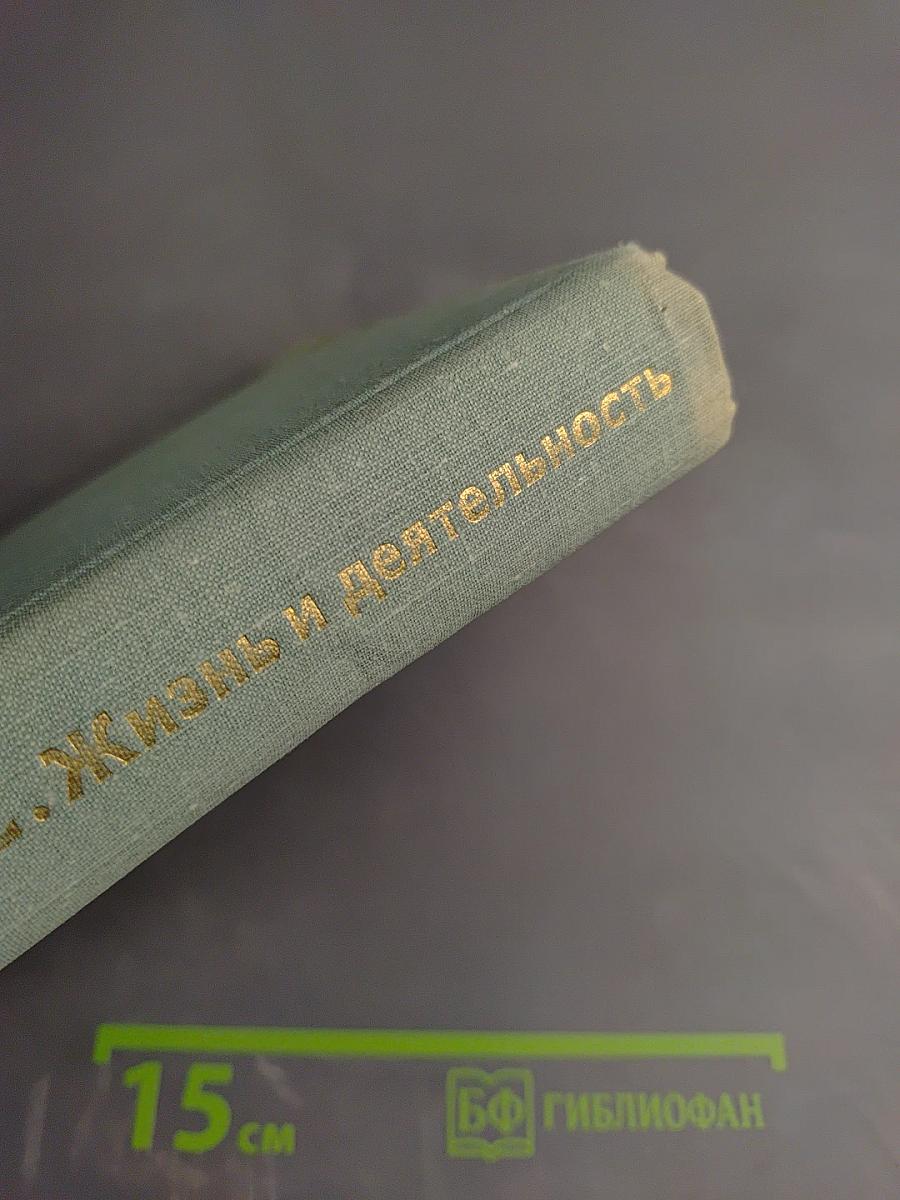 . Жизнь и деятельность
15 см
БФ ГИБЛИОФАН